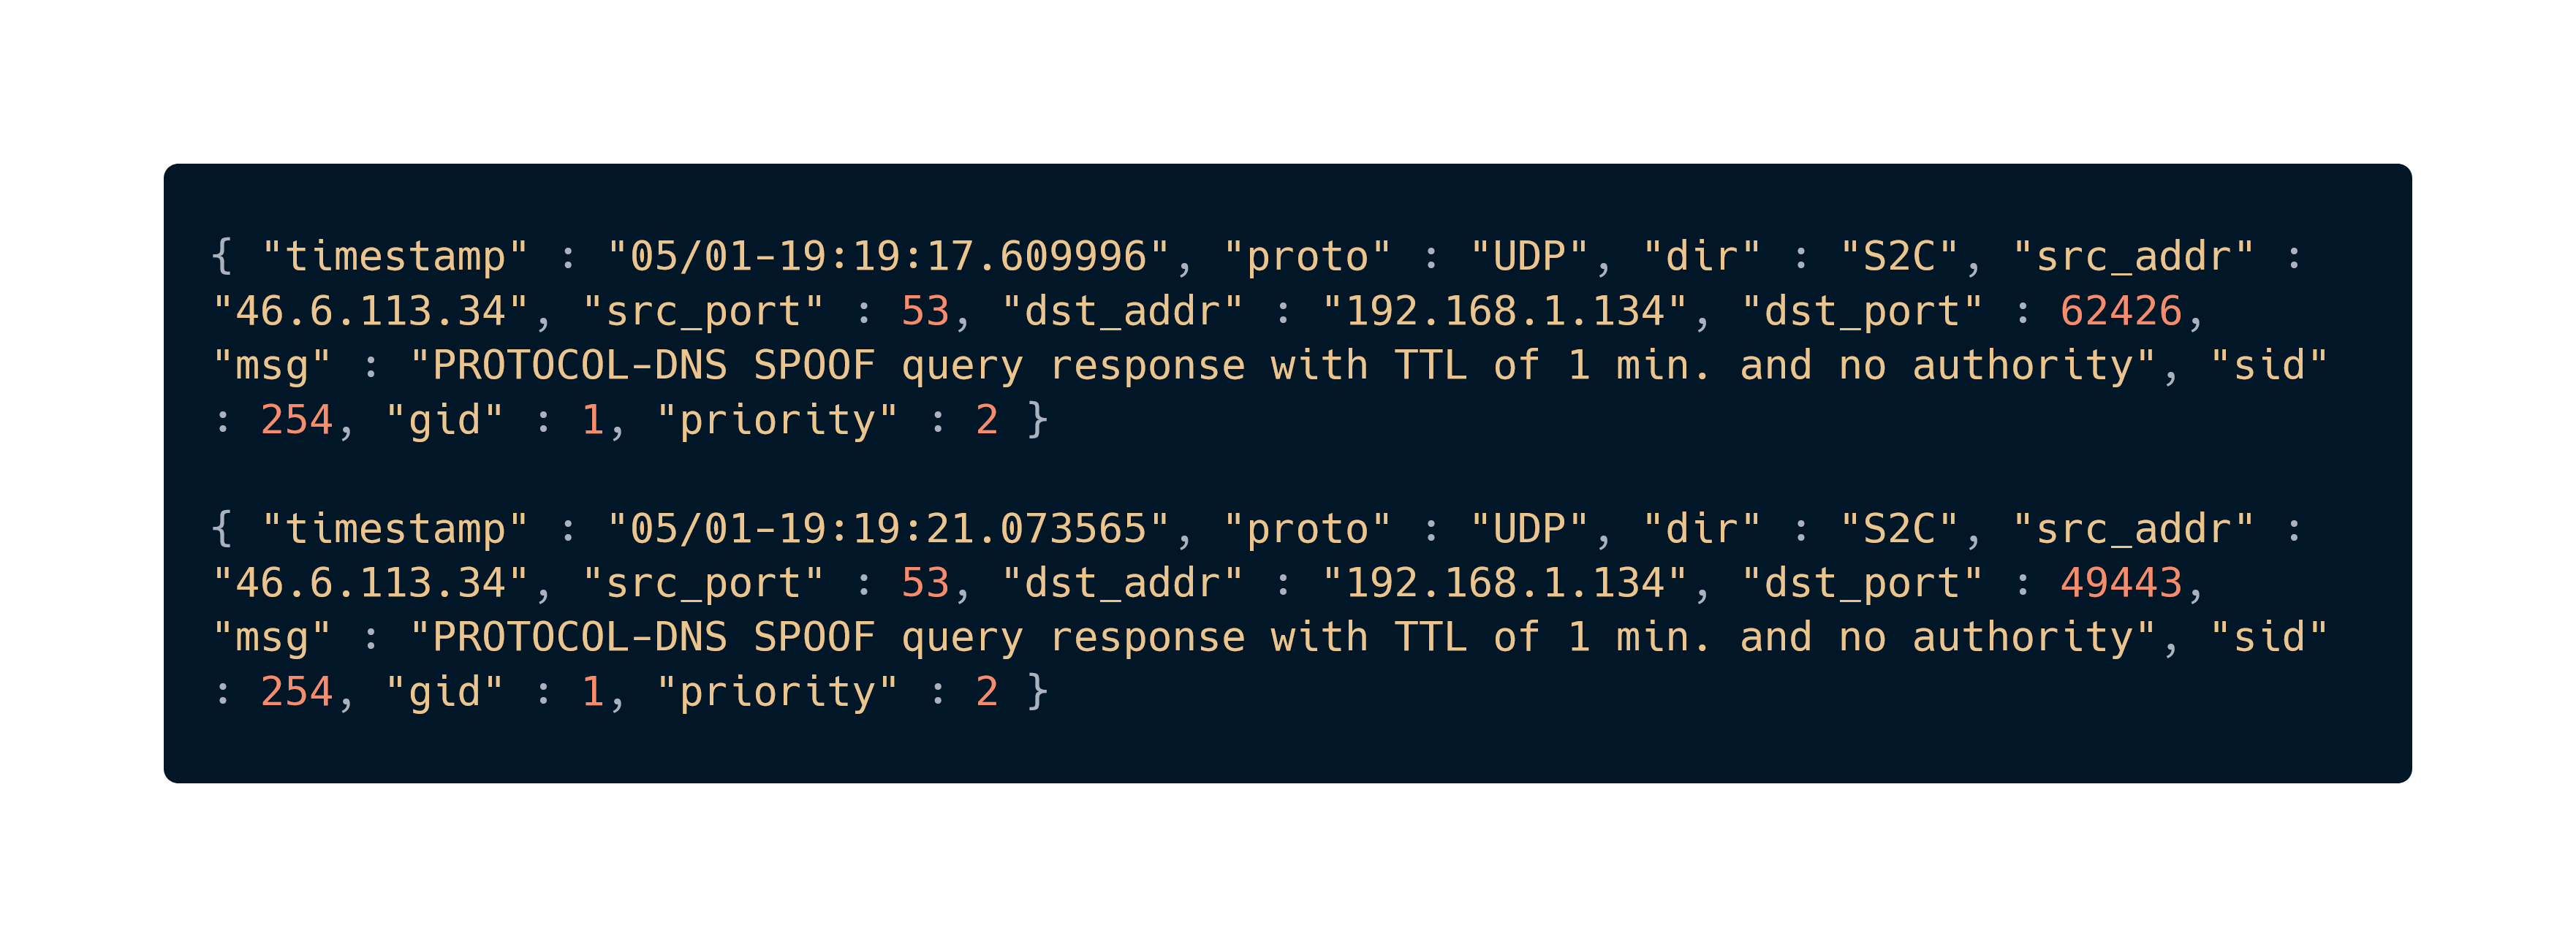 { "timestamp" : "05/01-19:19:17.609996", "proto" : "UDP", "dir" : "S2C", "src_addr" :
"46.6.113.34", "src_port" : 53, "dst_addr" : "192.168.1.134", "dst_port" : 62426,
"msg" : "PROTOCOL-DNS SPOOF query response with TTL of 1 min. and no authority", "sid"
: 254, "gid" : 1, "priority" : 2 }
{ "timestamp" : "05/01-19:19:21.073565", "proto" : "UDP", "dir" : "S2C", "src_addr" :
"46.6.113.34", "src_port" : 53, "dst_addr" : "192.168.1.134", "dst_port" : 49443,
"msg" : "PROTOCOL-DNS SPOOF query response with TTL of 1 min. and no authority", "sid"
: 254, "gid" : 1, "priority" : 2 }